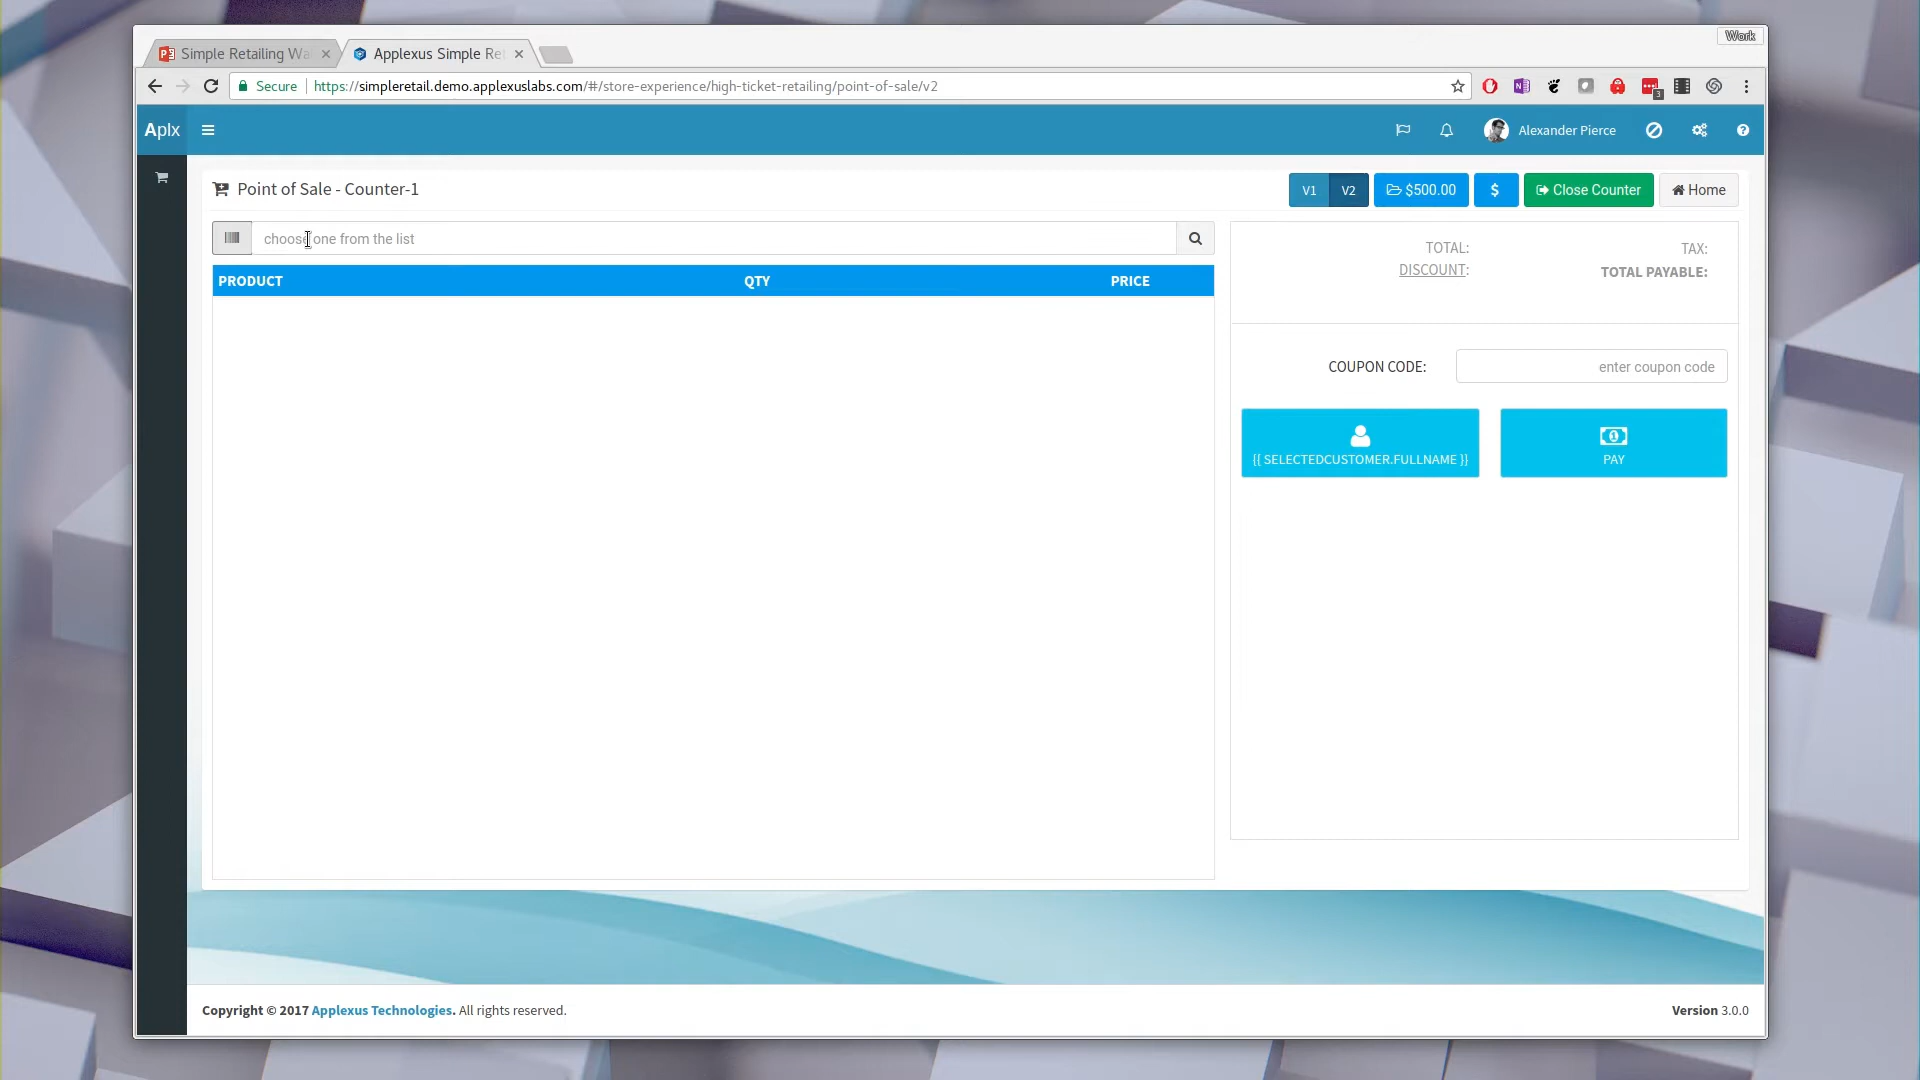 Work
Simple Retailing Wa
Applexus Simple Re
Secure https://simpleretail.demo.applexuslabs.com/#/store-experience/high-ticket-retailing/point-of-sale/v2
3
Aplx
Alexander Pierce
Point of Sale - Counter-1
V1 V2 $500.00 $ Close Counter Home
choose one from the list
PRODUCT QTY PRICE
TOTAL: TAX:
DISCOUNT: TOTAL PAYABLE:
COUPON CODE: enter coupon code
{{ SELECTEDCUSTOMER.FULLNAME }} PAY
Copyright © 2017 Applexus Technologies. All rights reserved.
Version 3.0.0